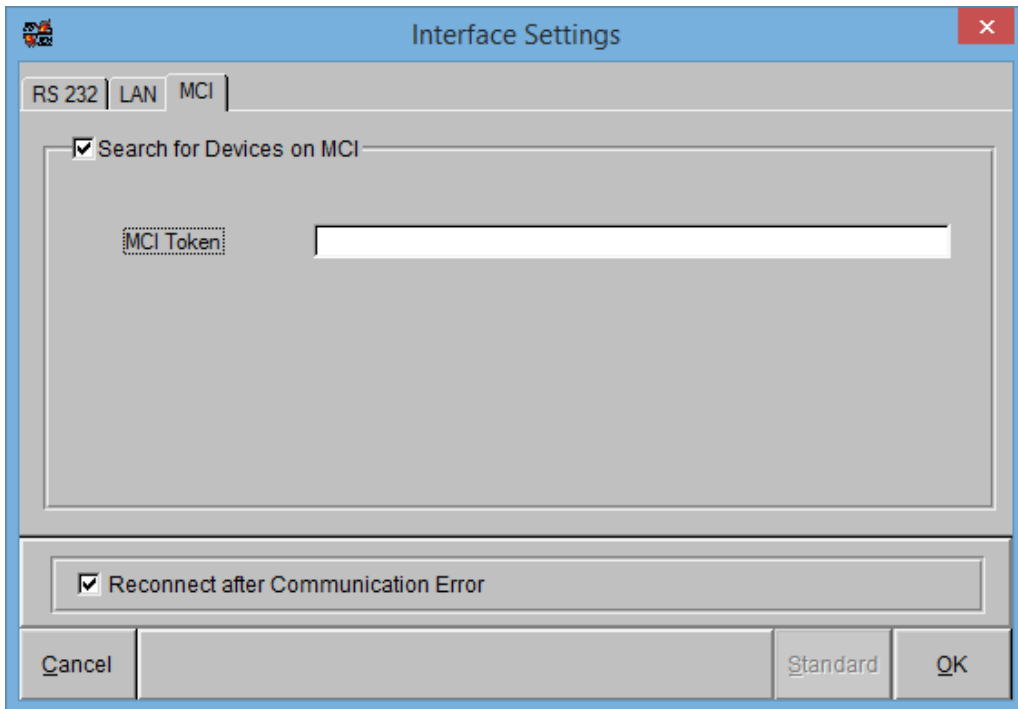 Interface Settings
RS 232 LAN MCI
Search for Devices on MCI
MCI Token
Reconnect after Communication Error
Cancel Standard OK